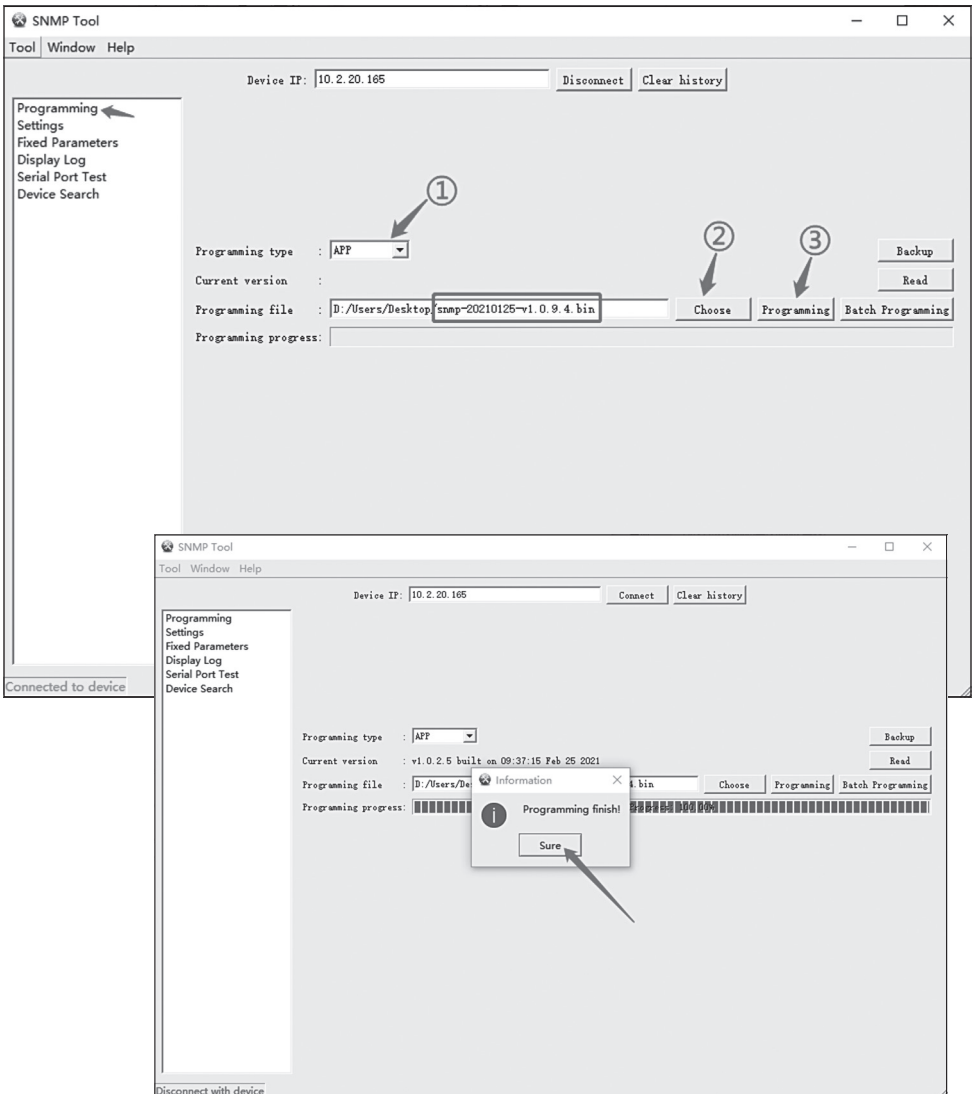 SNMP Tool
Tool Window Help
Device IP: 10.2.20.165 Disconnect Clear history
Programming
Settings
Fixed Parameters
Display Log
Serial Port Test
Device Search
①
②
③
Programming type : APP Backup
Current version : Read
Programming file : D:/Users/Desktop/snmp-20210125-v1.0.9.4.bin Choose Programming Batch Programming
Programming progress:
Connected to device
SNMP Tool
Tool Window Help
Device IP: 10.2.20.165 Connect Clear history
Programming
Settings
Fixed Parameters
Display Log
Serial Port Test
Device Search
Programming type : APP Backup
Current version : v1.0.2.5 built on 09:37:15 Feb 25 2021 Read
Programming file : D:/Users/De 4.bin Choose Programming Batch Programming
Programming progress: 100.00%
Information
Programming finish!
Sure
Disconnect with device